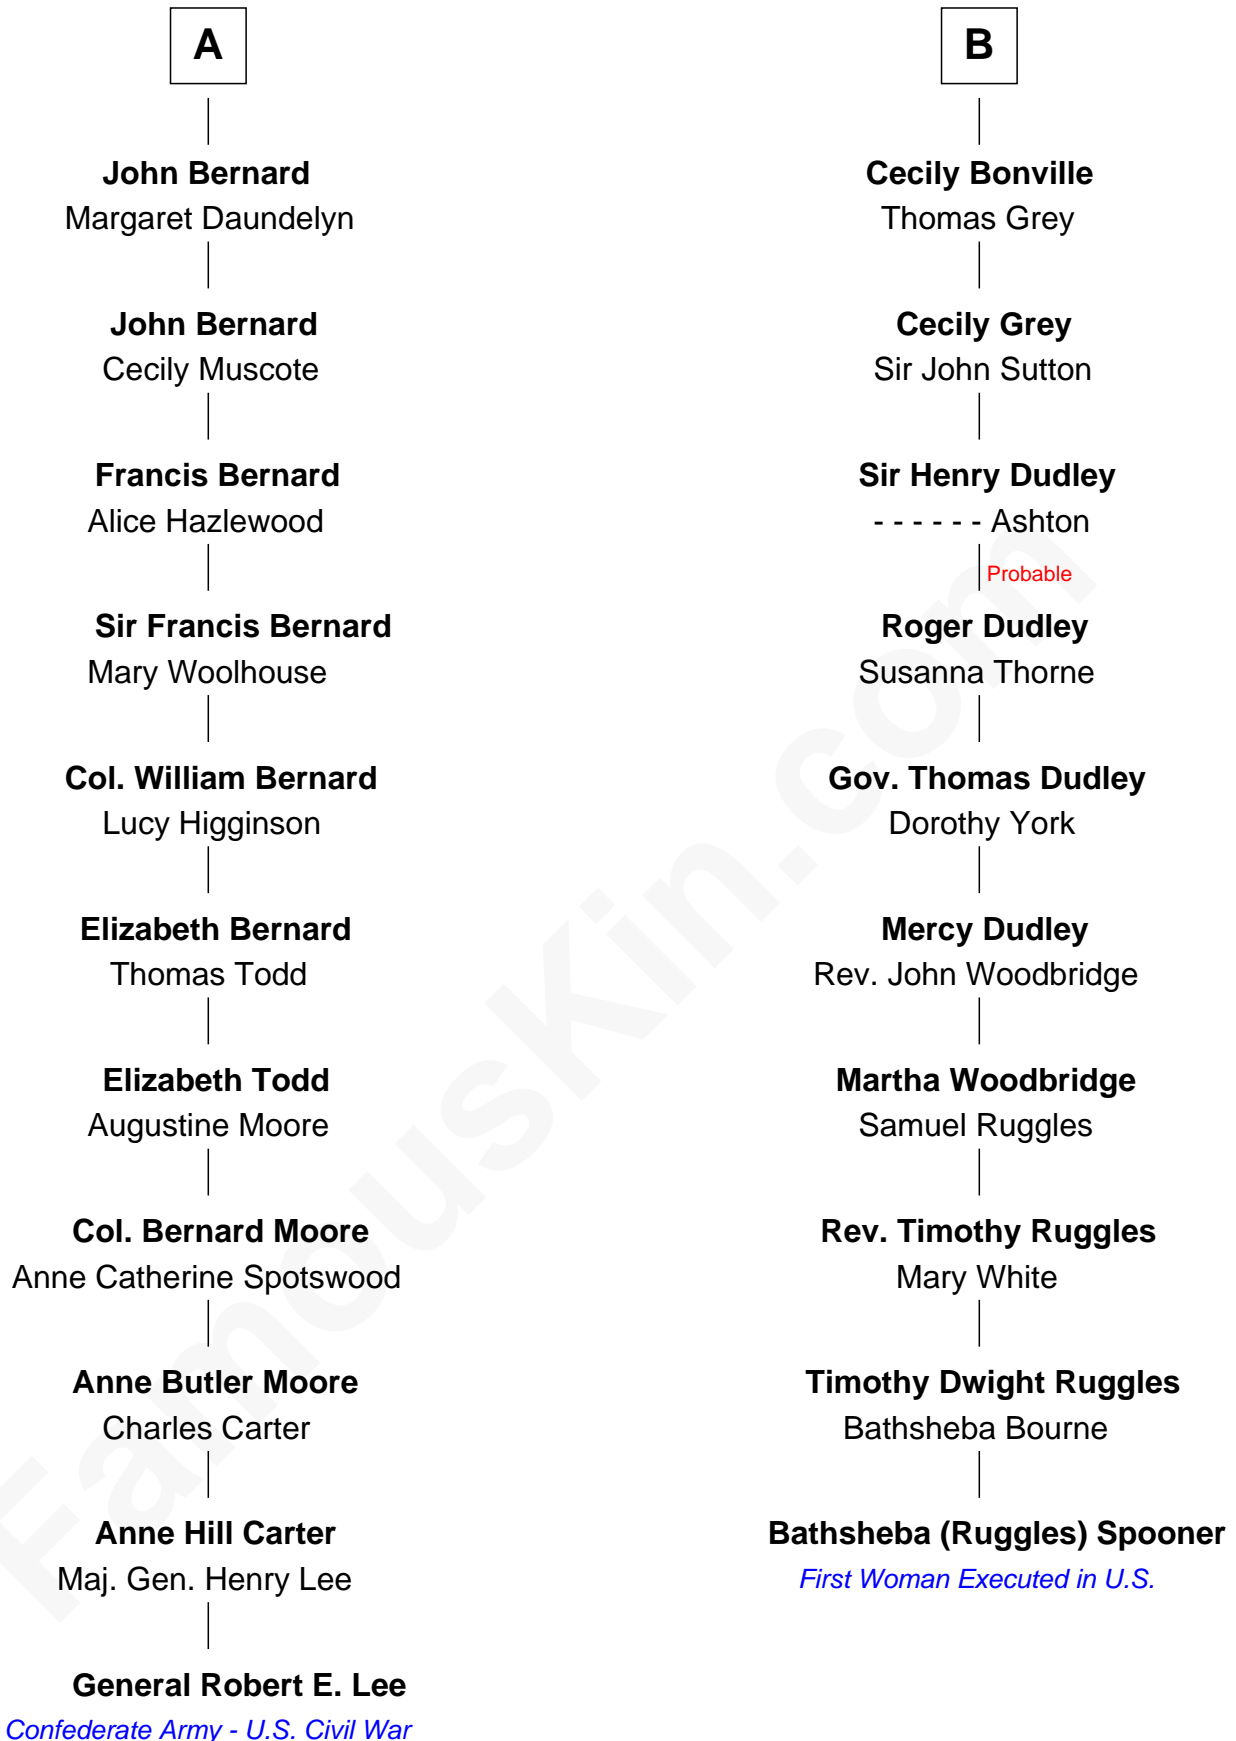 A
John Bernard
Margaret Daundelyn
John Bernard
Cecily Muscote
Francis Bernard
Alice Hazlewood
Sir Francis Bernard
Mary Woolhouse
Col. William Bernard
Lucy Higginson
Elizabeth Bernard
Thomas Todd
Elizabeth Todd
Augustine Moore
Col. Bernard Moore
Anne Catherine Spotswood
Anne Butler Moore
Charles Carter
Anne Hill Carter
Maj. Gen. Henry Lee
General Robert E. Lee
Confederate Army - U.S. Civil War
B
Cecily Bonville
Thomas Grey
Cecily Grey
Sir John Sutton
Sir Henry Dudley
- - - - - - Ashton
Probable
Roger Dudley
Susanna Thorne
Gov. Thomas Dudley
Dorothy York
Mercy Dudley
Rev. John Woodbridge
Martha Woodbridge
Samuel Ruggles
Rev. Timothy Ruggles
Mary White
Timothy Dwight Ruggles
Bathsheba Bourne
Bathsheba (Ruggles) Spooner
First Woman Executed in U.S.
FamousKin.com